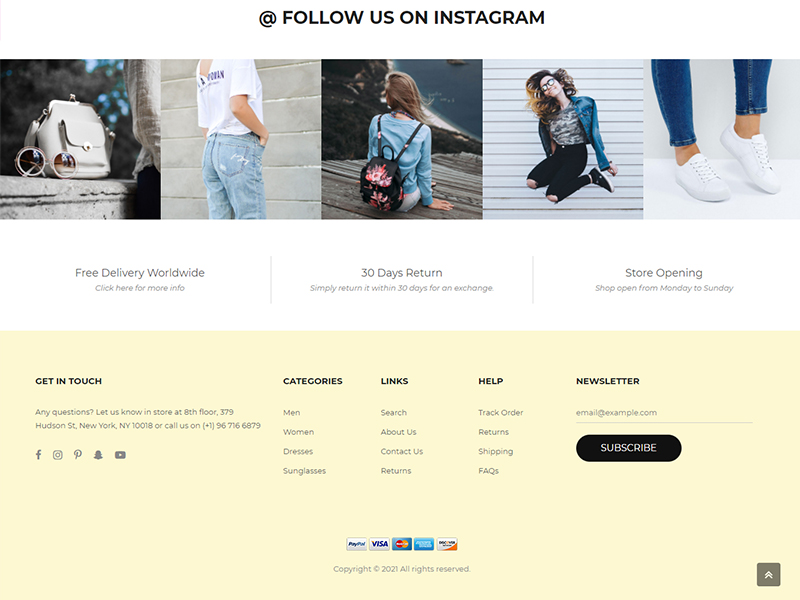 @ FOLLOW US ON INSTAGRAM
Free Delivery Worldwide
Click here for more info
30 Days Return
Simply return it within 30 days for an exchange.
Store Opening
Shop open from Monday to Sunday
GET IN TOUCH
Any questions? Let us know in store at 8th floor, 379
Hudson St, New York, NY 10018 or call us on (+1) 96 716 6879
CATEGORIES
Men
Women
Dresses
Sunglasses
LINKS
Search
About Us
Contact Us
Returns
HELP
Track Order
Returns
Shipping
FAQs
NEWSLETTER
email@example.com
SUBSCRIBE
PayPal
VISA
Copyright © 2021 All rights reserved.